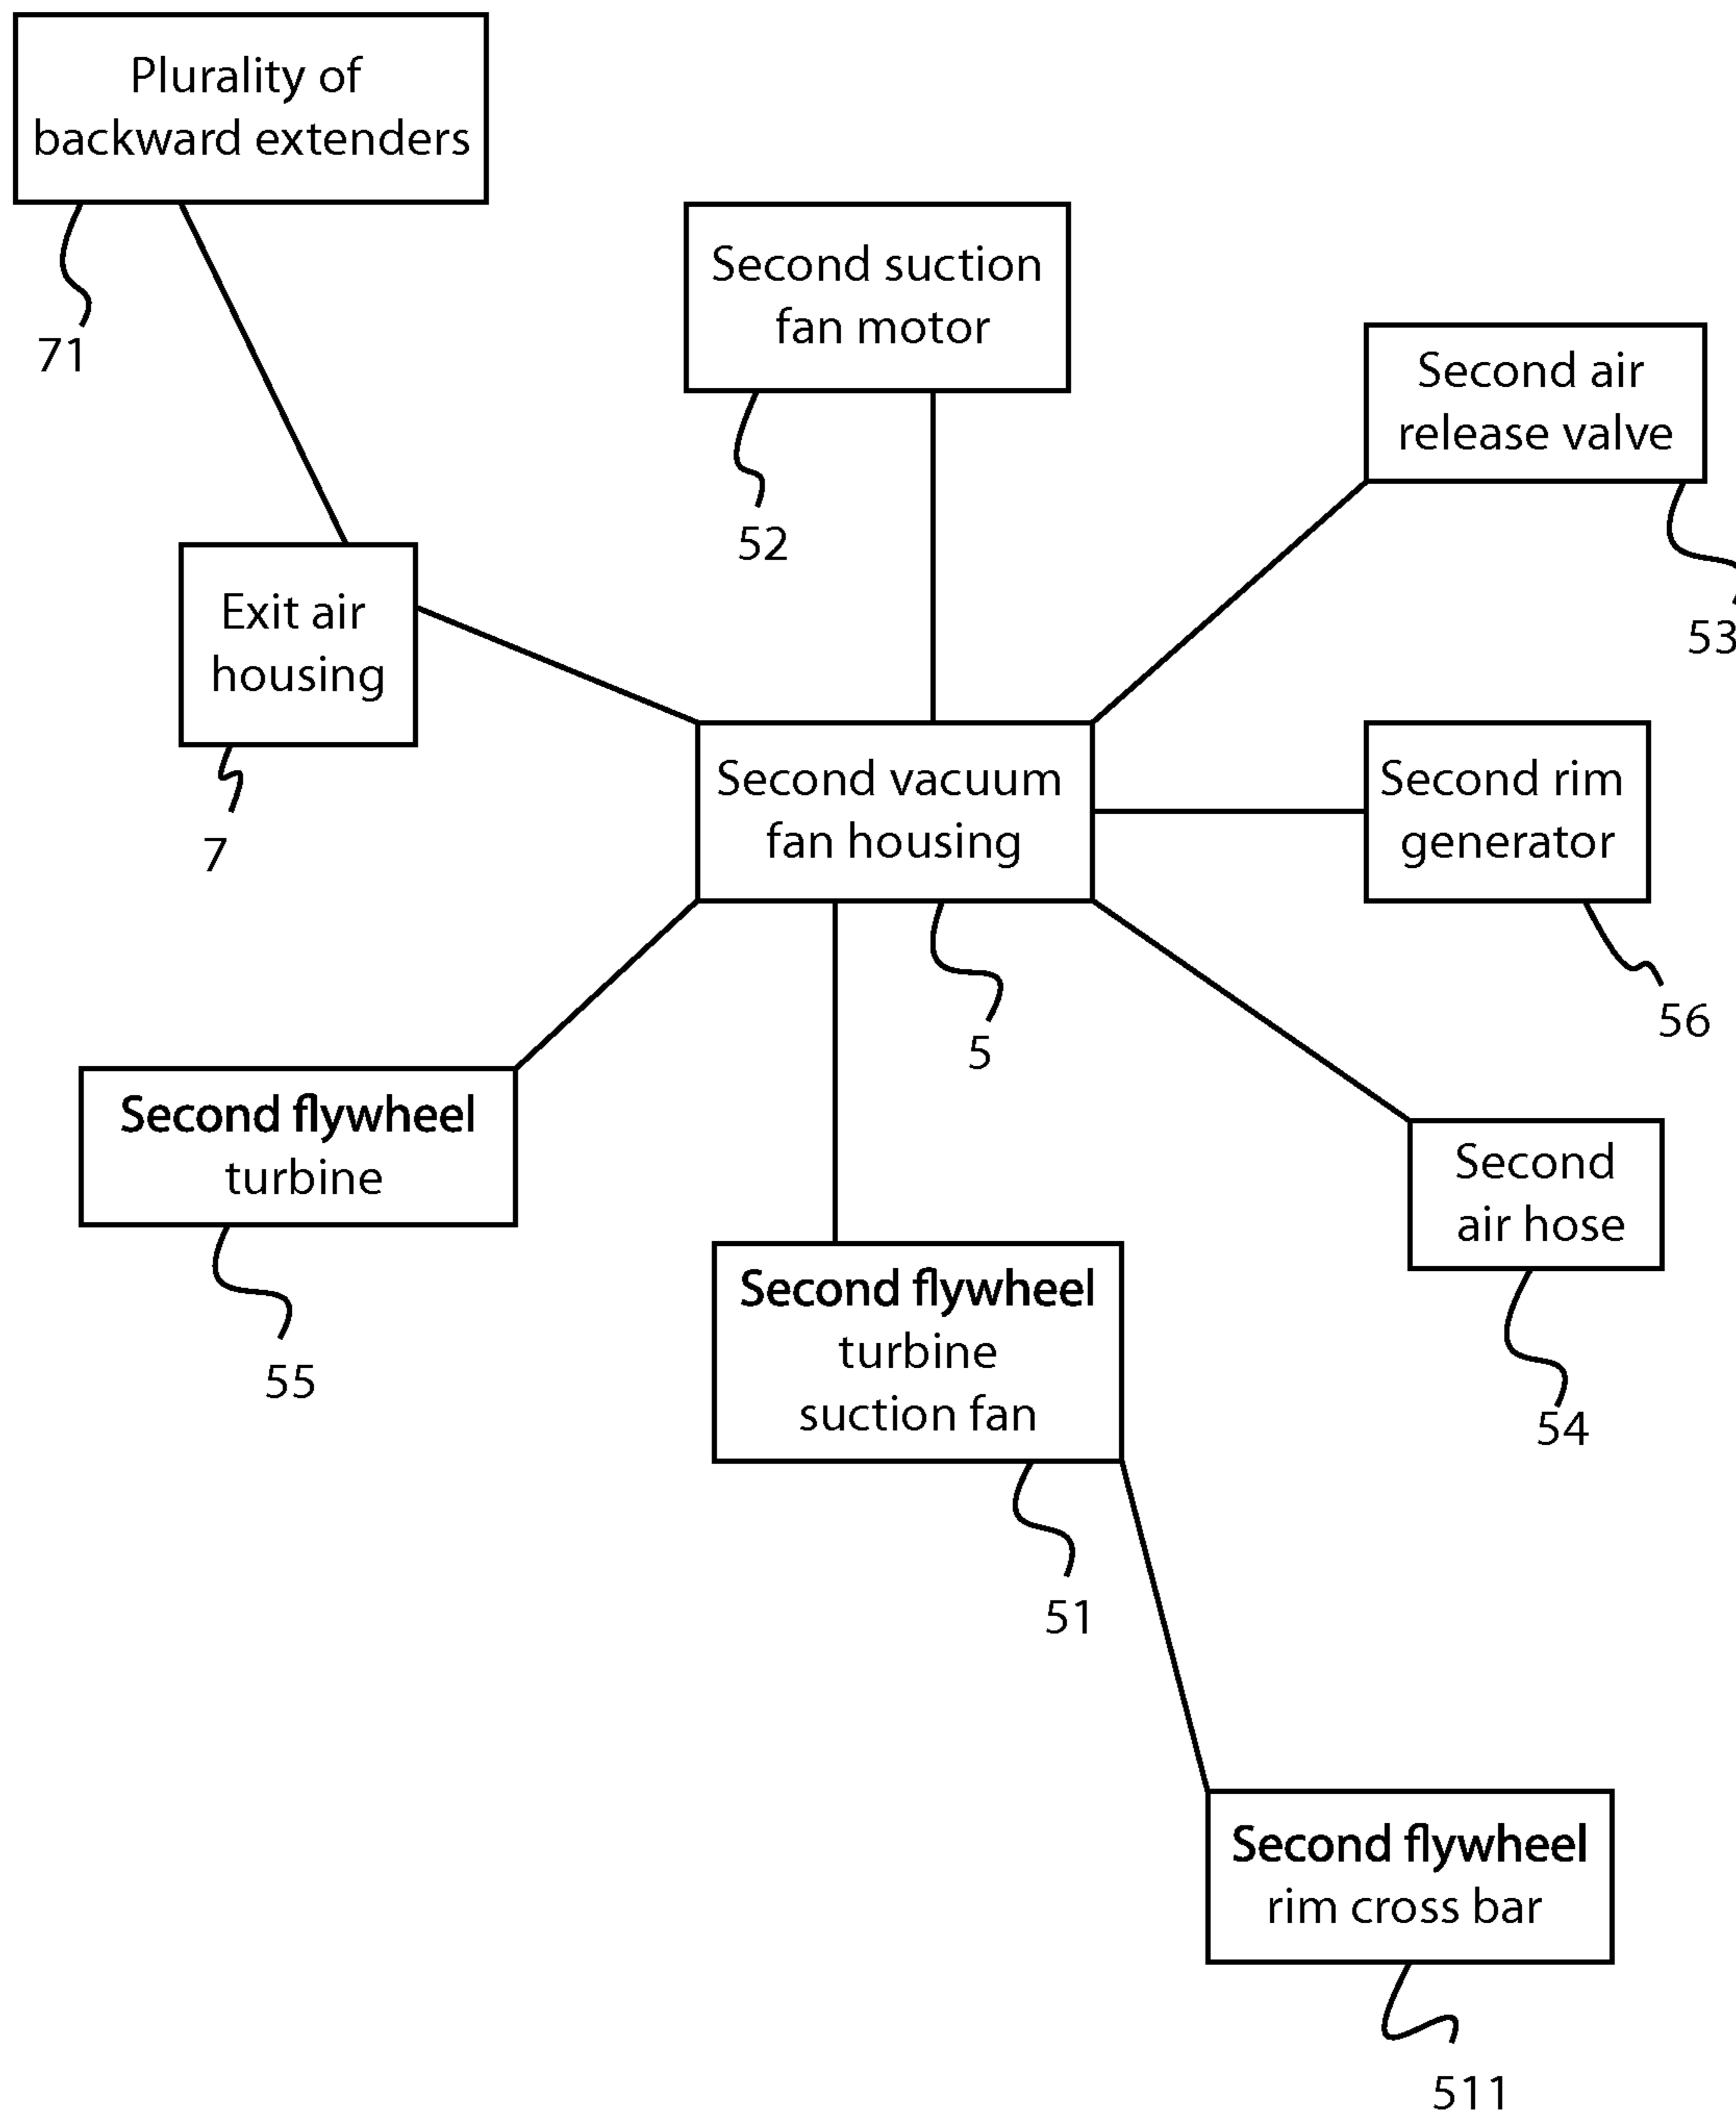 Plurality of
backward extenders
71
Second suction
fan motor
52
Second air
release valve
53
Exit air
housing
7
Second vacuum
fan housing
5
Second rim
generator
56
Second flywheel
turbine
55
Second
air hose
54
Second flywheel
turbine
suction fan
51
Second flywheel
rim cross bar
511